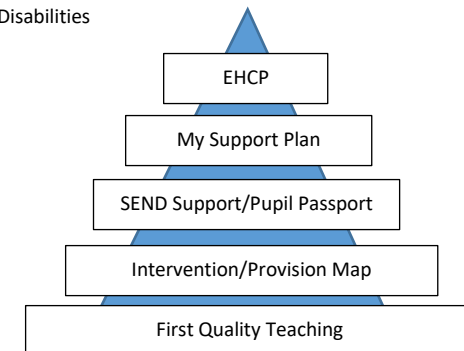 Disabilities
EHCP
My Support Plan
SEND Support/Pupil Passport
Intervention/Provision Map
First Quality Teaching